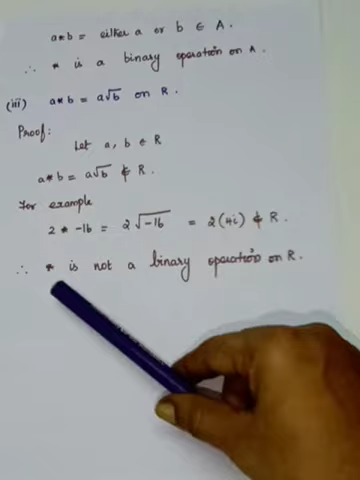 a*b = either a or b ∈ A.
∴ * is a binary operation on A.
(iii) a*b = a√b on R.
Proof:
Let a, b ∈ R
a*b = a√b ∉ R.
For example
2 * -16 = 2√-16 = 2(4i) ∉ R.
∴ * is not a binary operation on R.